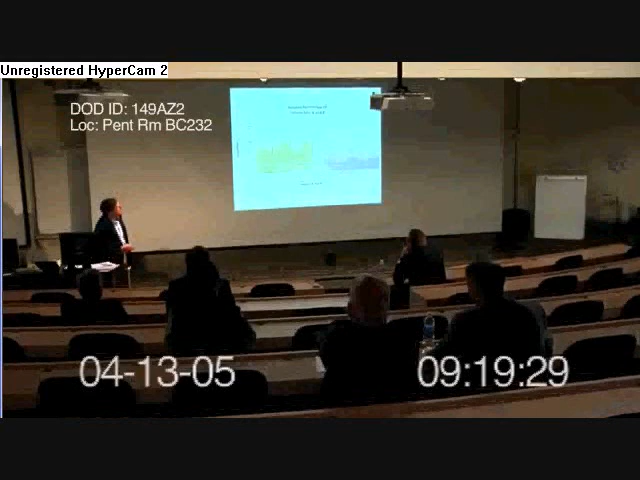 Unregistered HyperCam 2
DOD ID: 149AZ2
Loc: Pent Rm BC232
04-13-05
09:19:29